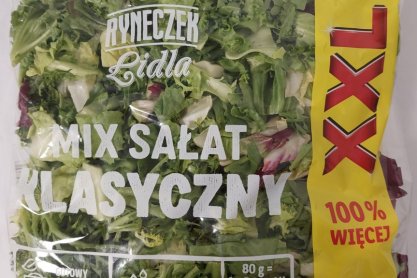 RYNECZEK
Lidla
MIX SAŁAT
KLASYCZNY
XXL
100%
WIĘCEJ
80 g =